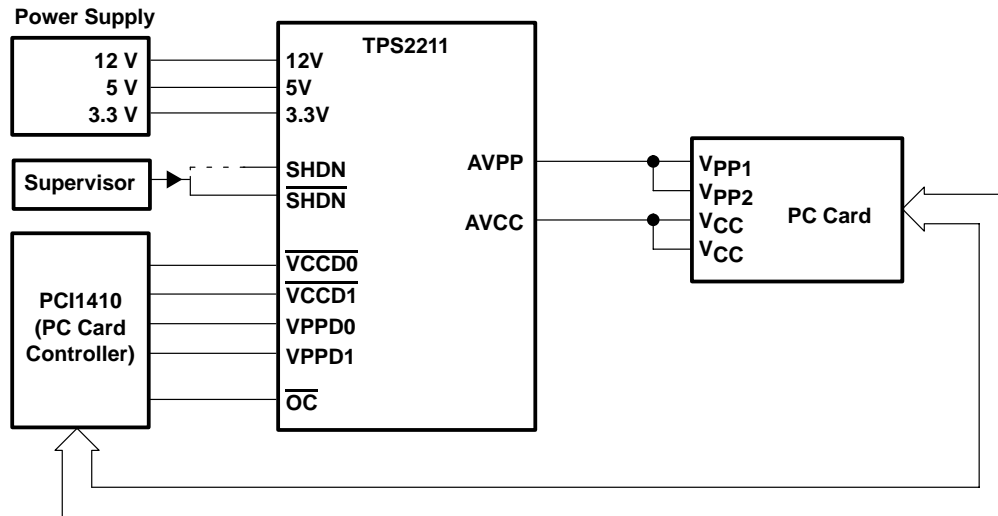 Power Supply
12 V
5 V
3.3 V
TPS2211
12V
5V
3.3V
Supervisor
SHDN
SHDN
AVPP
AVCC
VPP1
VPP2
VCC
VCC
PC Card
PCI1410
(PC Card
Controller)
VCCD0
VCCD1
VPPD0
VPPD1
OC